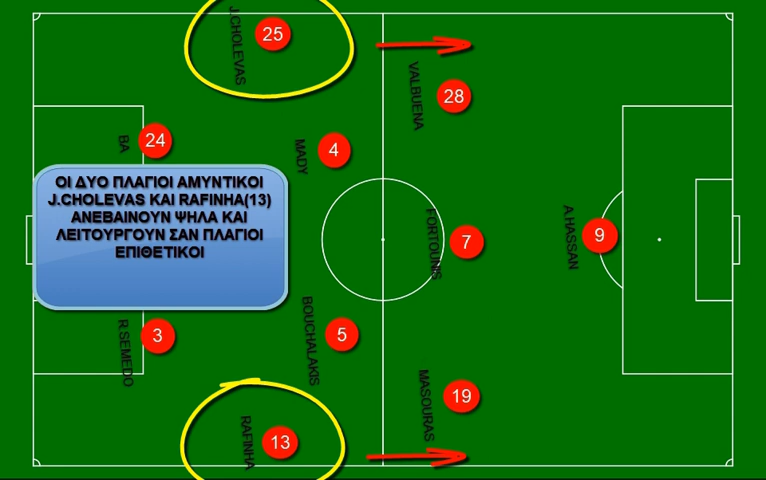 J.CHOLEVAS
25
VALBUENA
28
BA
24
MADY
4
ΟΙ ΔΥΟ ΠΛΑΓΙΟΙ ΑΜΥΝΤΙΚΟΙ
J.CHOLEVAS ΚΑΙ RAFINHA(13)
ΑΝΕΒΑΙΝΟΥΝ ΨΗΛΑ ΚΑΙ
ΛΕΙΤΟΥΡΓΟΥΝ ΣΑΝ ΠΛΑΓΙΟΙ
ΕΠΙΘΕΤΙΚΟΙ
FORTOUNIS
7
A.HASSAN
9
R.SEMEDO
3
BOUCHALAKIS
5
MASOURAS
19
RAFINHA
13